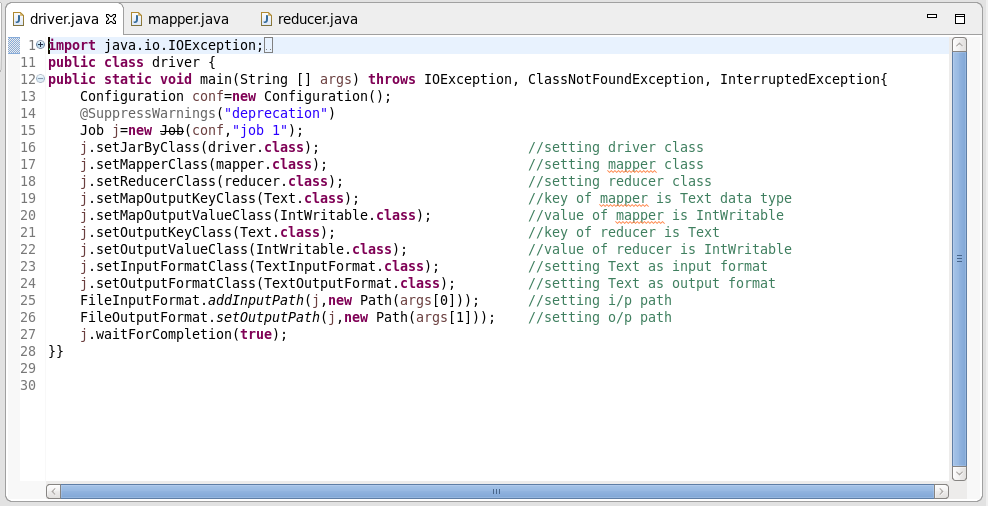 driver.java mapper.java reducer.java
1 import java.io.IOException;
11 public class driver {
12 public static void main(String [] args) throws IOException, ClassNotFoundException, InterruptedException{
13     Configuration conf=new Configuration();
14     @SuppressWarnings("deprecation")
15     Job j=new Job(conf,"job 1");
16     j.setJarByClass(driver.class);                          //setting driver class
17     j.setMapperClass(mapper.class);                         //setting mapper class
18     j.setReducerClass(reducer.class);                       //setting reducer class
19     j.setMapOutputKeyClass(Text.class);                     //key of mapper is Text data type
20     j.setMapOutputValueClass(IntWritable.class);            //value of mapper is IntWritable
21     j.setOutputKeyClass(Text.class);                        //key of reducer is Text
22     j.setOutputValueClass(IntWritable.class);               //value of reducer is IntWritable
23     j.setInputFormatClass(TextInputFormat.class);           //setting Text as input format
24     j.setOutputFormatClass(TextOutputFormat.class);         //setting Text as output format
25     FileInputFormat.addInputPath(j,new Path(args[0]));      //setting i/p path
26     FileOutputFormat.setOutputPath(j,new Path(args[1]));    //setting o/p path
27     j.waitForCompletion(true);
28 }}
29
30